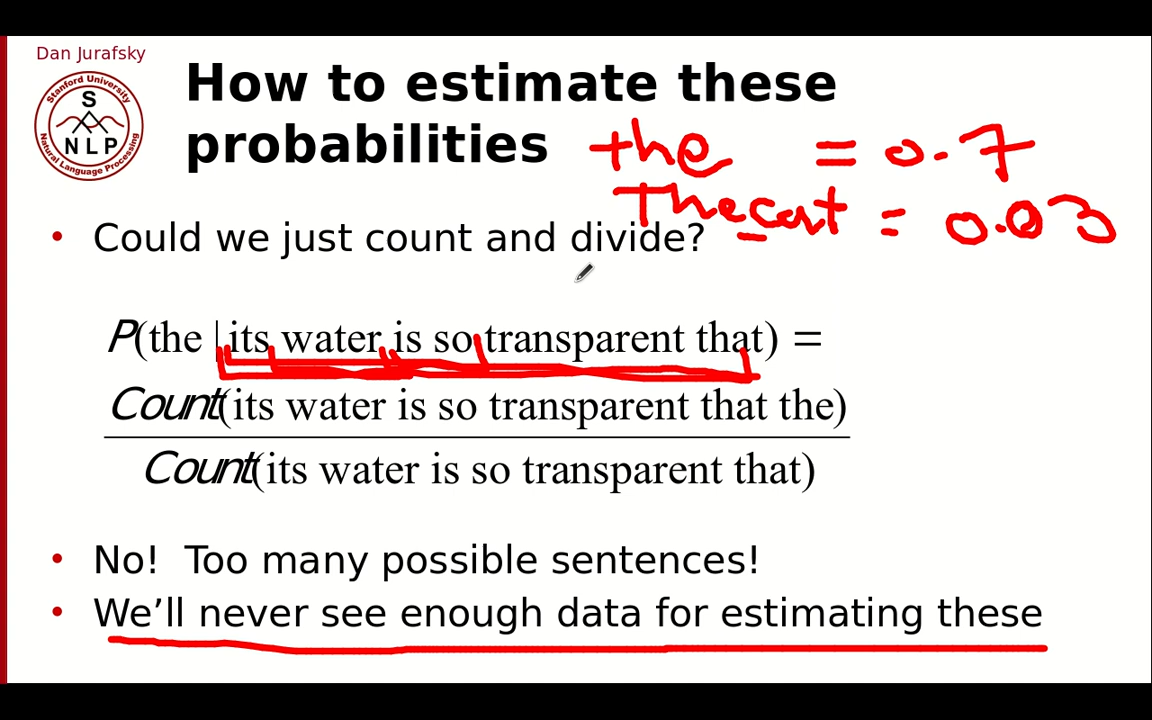 Dan Jurafsky
Stanford University
S
NLP
Natural Language Processing
How to estimate these
probabilities
the = 0.7
The cat = 0.03
• Could we just count and divide?
P(the | its water is so transparent that) =
Count(its water is so transparent that the)
Count(its water is so transparent that)
• No!  Too many possible sentences!
• We’ll never see enough data for estimating these